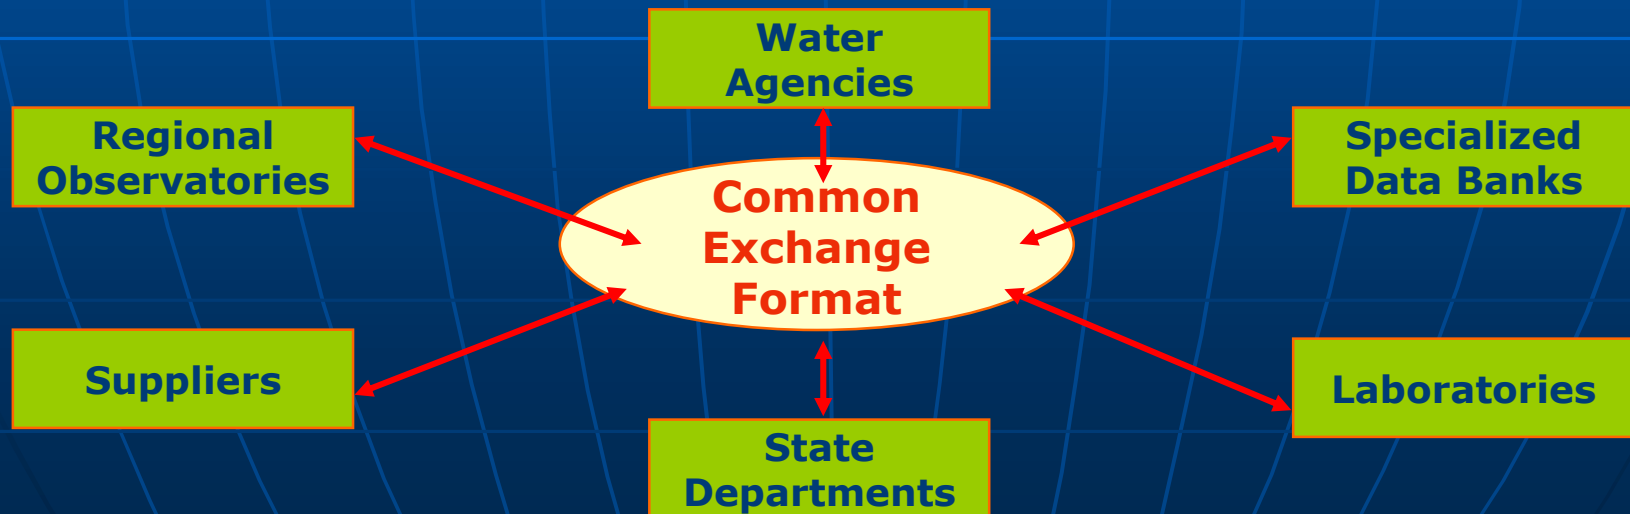 Water
Agencies
Regional
Observatories
Specialized
Data Banks
Common
Exchange
Format
Suppliers
Laboratories
State
Departments